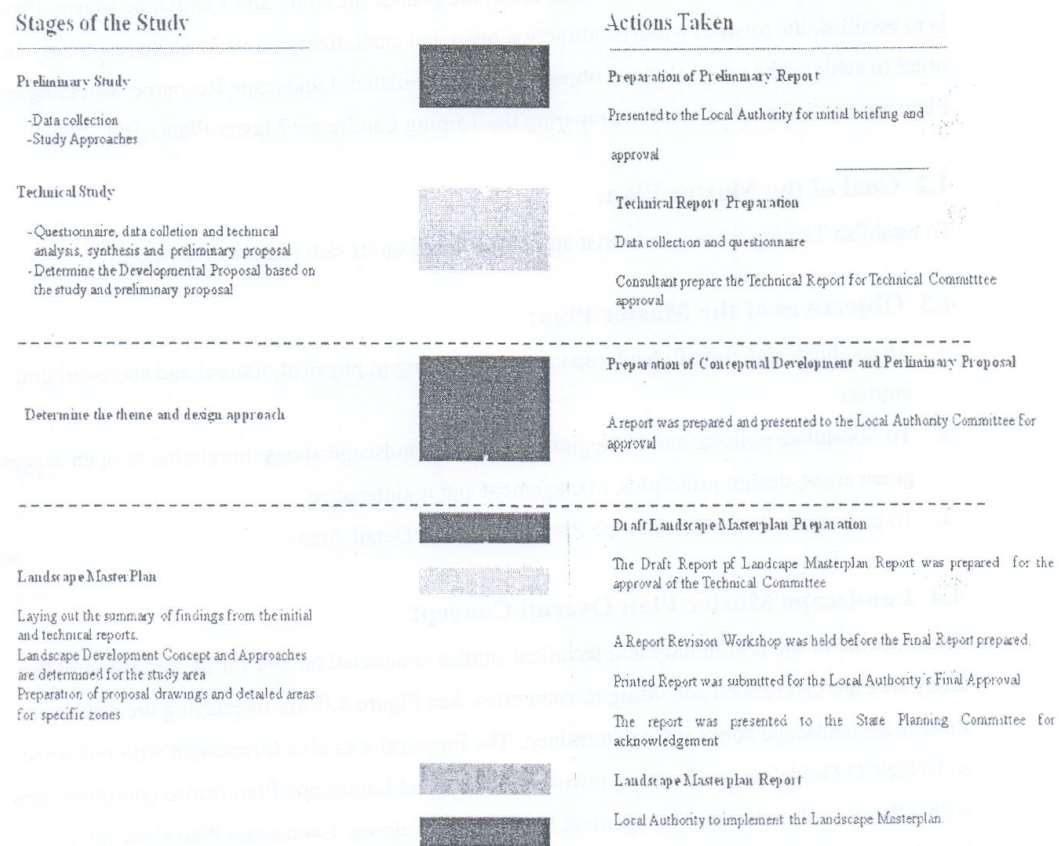 Stages of the Study
Preliminary Study
-Data collection
-Study Approaches
Technical Study
- Questionnaire, data colletion and technical
analysis, synthesis and preliminary proposal
- Determine the Developmental Proposal based on
the study and preliminary proposal
Determine the theme and design approach
Landscape MasterPlan
Laying out the summary of findings from the initial
and technical reports.
Landscape Development Concept and Approaches
are determined for the study area
Preparation of proposal drawings and detailed areas
for specific zones
Actions Taken
Preparation of Preliminary Report
Presented to the Local Authority for initial briefing and
approval
Technical Report Preparation
Data collection and questionnaire
Consultant prepare the Technical Report for Technical Committtee
approval
Preparation of Conceptual Development and Perliminary Proposal
A report was prepared and presented to the Local Authority Committee for
approval
Draft Landscape Masterplan Preparation
The Draft Report pf Landcape Masterplan Report was prepared for the
approval of the Technical Committee
A Report Revision Workshop was held before the Final Report prepared.
Printed Report was submitted for the Local Authority's Final Approval
The report was presented to the State Planning Committee for
acknowledgement
Landscape Masterplan Report
Local Authority to implement the Landscape Masterplan.